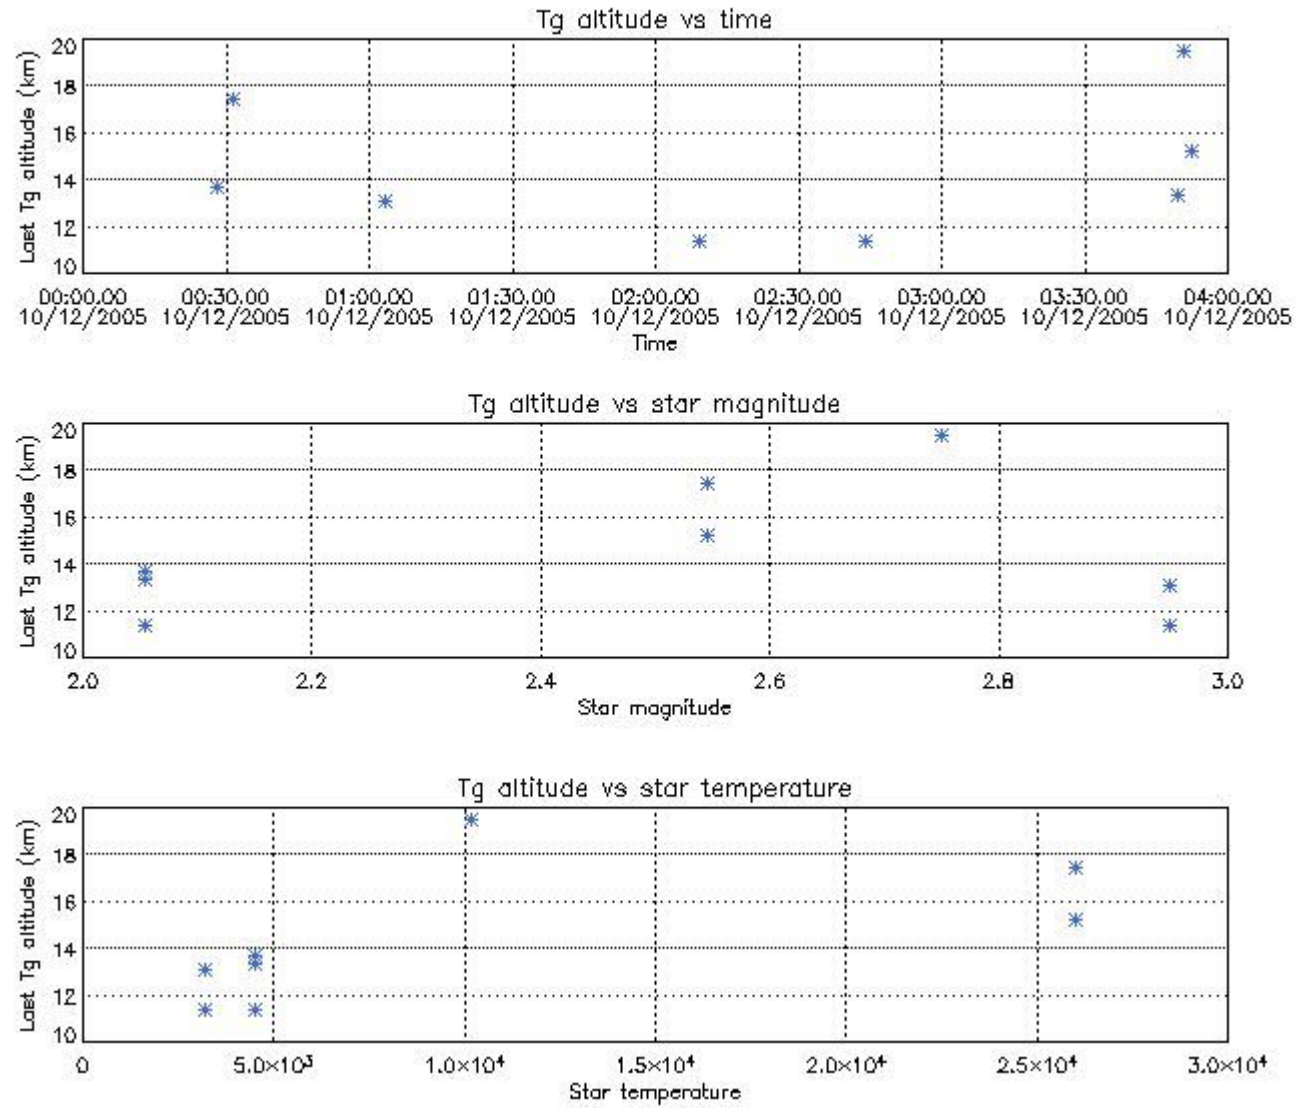 Tg altitude vs time
Last Tg altitude (km)
20
18
16
14
12
10
00:00.00 00:30.00 01:00.00 01:30.00 02:00.00 02:30.00 03:00.00 03:30.00 04:00.00
10/12/2005 10/12/2005 10/12/2005 10/12/2005 10/12/2005 10/12/2005 10/12/2005 10/12/2005 10/12/2005
Time
Tg altitude vs star magnitude
Last Tg altitude (km)
20
18
16
14
12
10
2.0 2.2 2.4 2.6 2.8 3.0
Star magnitude
Tg altitude vs star temperature
Last Tg altitude (km)
20
18
16
14
12
10
0 5.0×10³ 1.0×10⁴ 1.5×10⁴ 2.0×10⁴ 2.5×10⁴ 3.0×10⁴
Star temperature